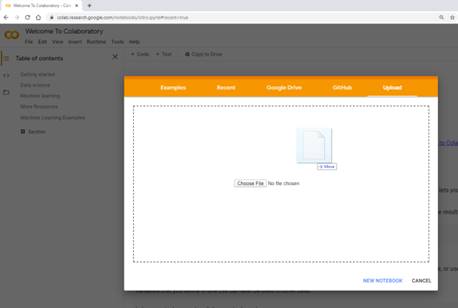 Welcome To Colaboratory - Cola
colab.research.google.com/notebooks/intro.ipynb#recent=true
Welcome To Colaboratory
File Edit View Insert Runtime Tools Help
Table of contents
+ Code + Text Copy to Drive
Getting started
Data science
Machine learning
More Resources
Machine Learning Examples
Section
Examples Recent Google Drive GitHub Upload
Move
Choose File No file chosen
NEW NOTEBOOK CANCEL